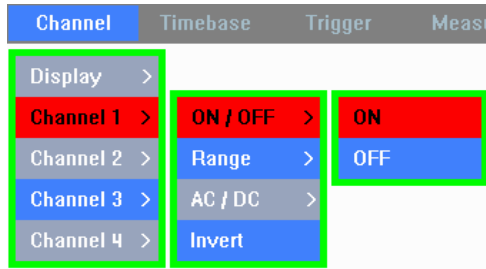 Channel Timebase Trigger Meas
Display >
Channel 1 > ON / OFF > ON
Channel 2 > Range > OFF
Channel 3 > AC / DC >
Channel 4 > Invert